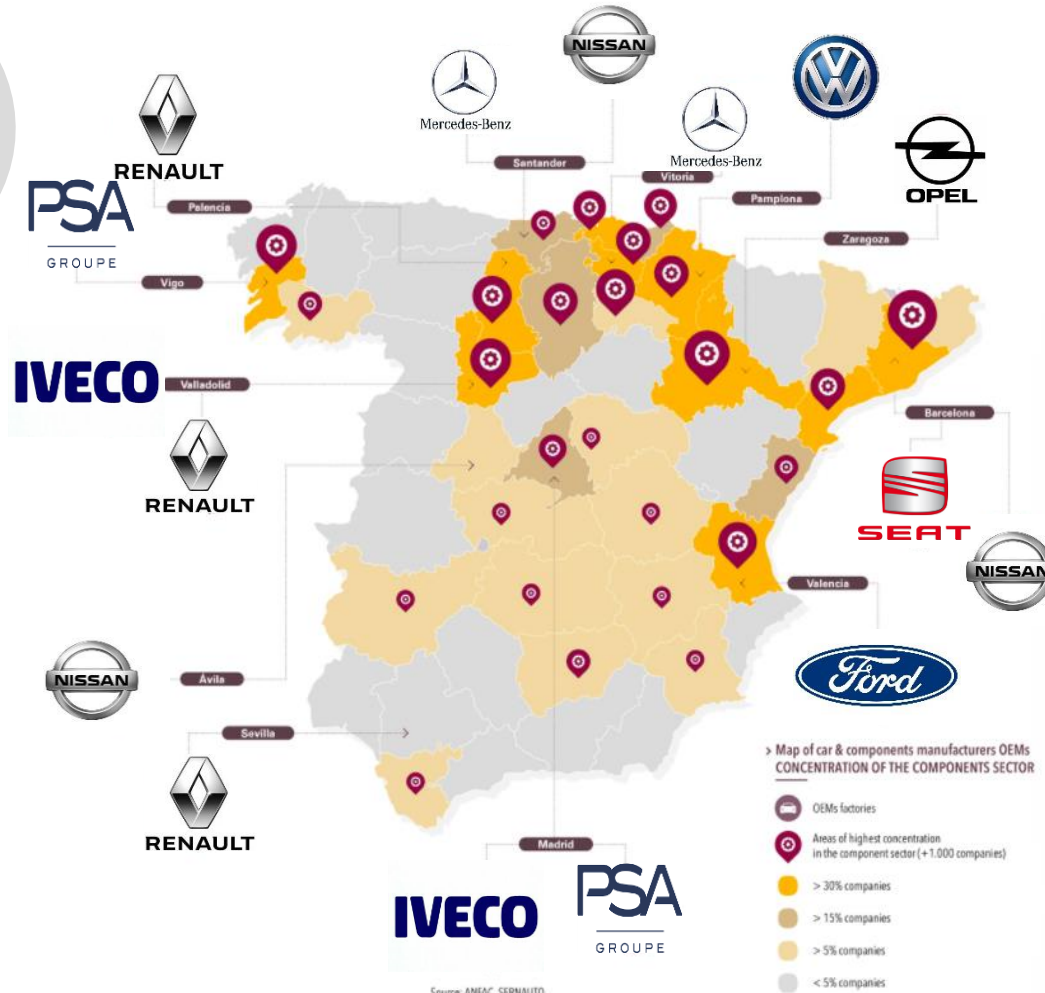 NISSAN
Mercedes-Benz
Mercedes-Benz
RENAULT
OPEL
Santander
Vitoria
Pamplona
PSA
GROUPE
Palencia
Zaragoza
Vigo
IVECO
Valladolid
RENAULT
Barcelona
SEAT
NISSAN
Valencia
Ford
NISSAN
Ávila
Sevilla
RENAULT
Madrid
IVECO
PSA
GROUPE
> Map of car & components manufacturers OEMs
CONCENTRATION OF THE COMPONENTS SECTOR
OEMs factories
Areas of highest concentration
in the component sector (+1.000 companies)
> 30% companies
> 15% companies
> 5% companies
< 5% companies
Source: ANFAC, SERNAUTO